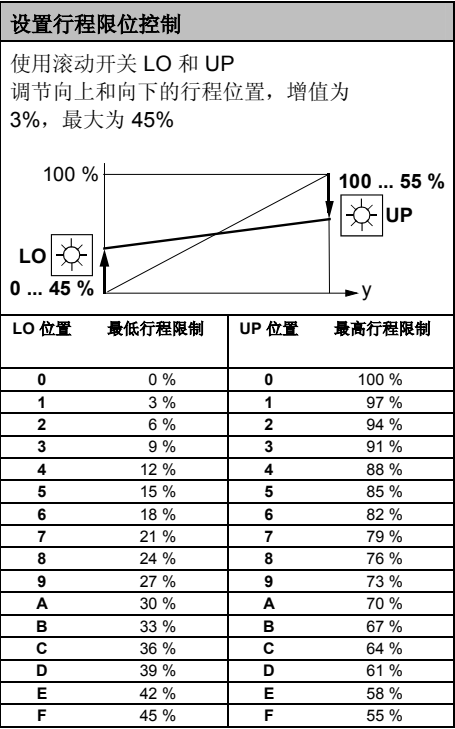 设置行程限位控制
使用滚动开关 LO 和 UP
调节向上和向下的行程位置，增值为
3%，最大为 45%
100 %
100 ... 55 %
UP
LO
0 ... 45 %
y
LO 位置 最低行程限制 UP 位置 最高行程限制
0 0 % 0 100 %
1 3 % 1 97 %
2 6 % 2 94 %
3 9 % 3 91 %
4 12 % 4 88 %
5 15 % 5 85 %
6 18 % 6 82 %
7 21 % 7 79 %
8 24 % 8 76 %
9 27 % 9 73 %
A 30 % A 70 %
B 33 % B 67 %
C 36 % C 64 %
D 39 % D 61 %
E 42 % E 58 %
F 45 % F 55 %